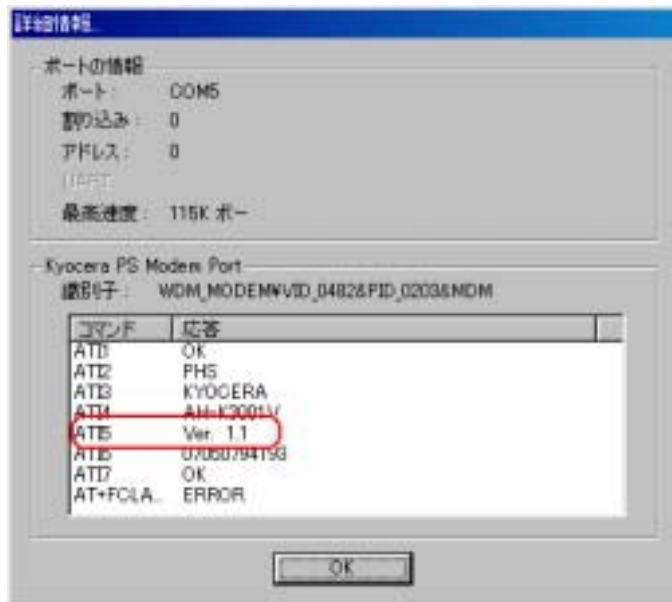 詳細情報...
ポートの情報
ポート： COM5
割り込み： 0
アドレス： 0
UART:
最高速度： 115K ボー
Kyocera PS Modem Port
識別子： WDM_MODEM¥VID_0482&PID_0203&MDM
コマンド 応答
ATI1 OK
ATI2 PHS
ATI3 KYOCERA
ATI4 AH-K3001V
ATI5 Ver. 1.1
ATI6 07060794193
ATI7 OK
AT+FCLA... ERROR
OK